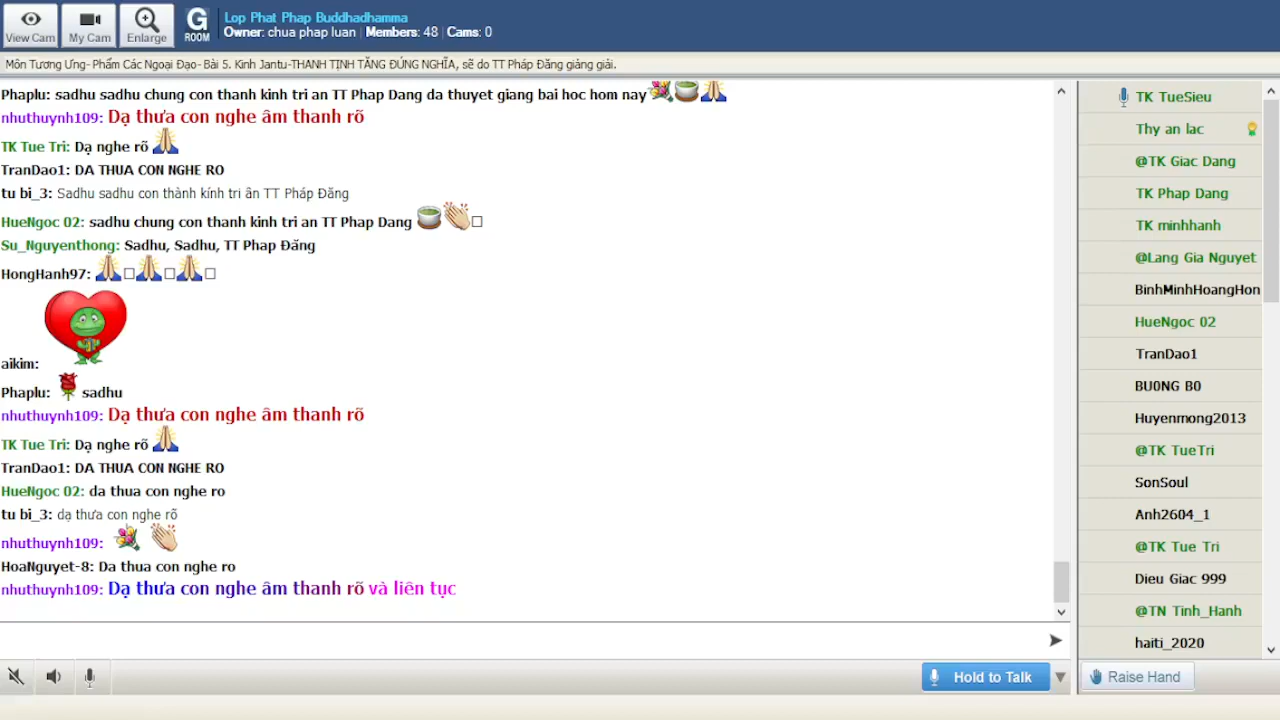 View Cam
My Cam
Enlarge
G
ROOM
Lop Phat Phap Buddhadhamma
Owner: chua phap luan | Members: 48 | Cams: 0
Môn Tương Ưng- Phẩm Các Ngoại Đạo- Bài 5. Kinh Jantu-THANH TỊNH TĂNG ĐÚNG NGHĨA, sẽ do TT Pháp Đăng giảng giải.
Phaplu: sadhu sadhu chung con thanh kinh tri an TT Phap Dang da thuyet giang bai hoc hom nay
nhuthuynh109: Dạ thưa con nghe âm thanh rõ
TK Tue Tri: Dạ nghe rõ
TranDao1: DA THUA CON NGHE RO
tu bi_3: Sadhu sadhu con thành kính tri ân TT Pháp Đăng
HueNgoc 02: sadhu chung con thanh kinh tri an TT Phap Dang
Su_Nguyenthong: Sadhu, Sadhu, TT Pháp Đăng
HongHanh97:
aikim:
Phaplu: sadhu
nhuthuynh109: Dạ thưa con nghe âm thanh rõ
TK Tue Tri: Dạ nghe rõ
TranDao1: DA THUA CON NGHE RO
HueNgoc 02: da thua con nghe ro
tu bi_3: dạ thưa con nghe rõ
nhuthuynh109:
HoaNguyet-8: Da thua con nghe ro
nhuthuynh109: Dạ thưa con nghe âm thanh rõ và liên tục
Hold to Talk
TK TueSieu
Thy an lac
@TK Giac Dang
TK Phap Dang
TK minhhanh
@Lang Gia Nguyet
BinhMinhHoangHon
HueNgoc 02
TranDao1
BU0NG B0
Huyenmong2013
@TK TueTri
SonSoul
Anh2604_1
@TK Tue Tri
Dieu Giac 999
@TN Tinh_Hanh
haiti_2020
Raise Hand